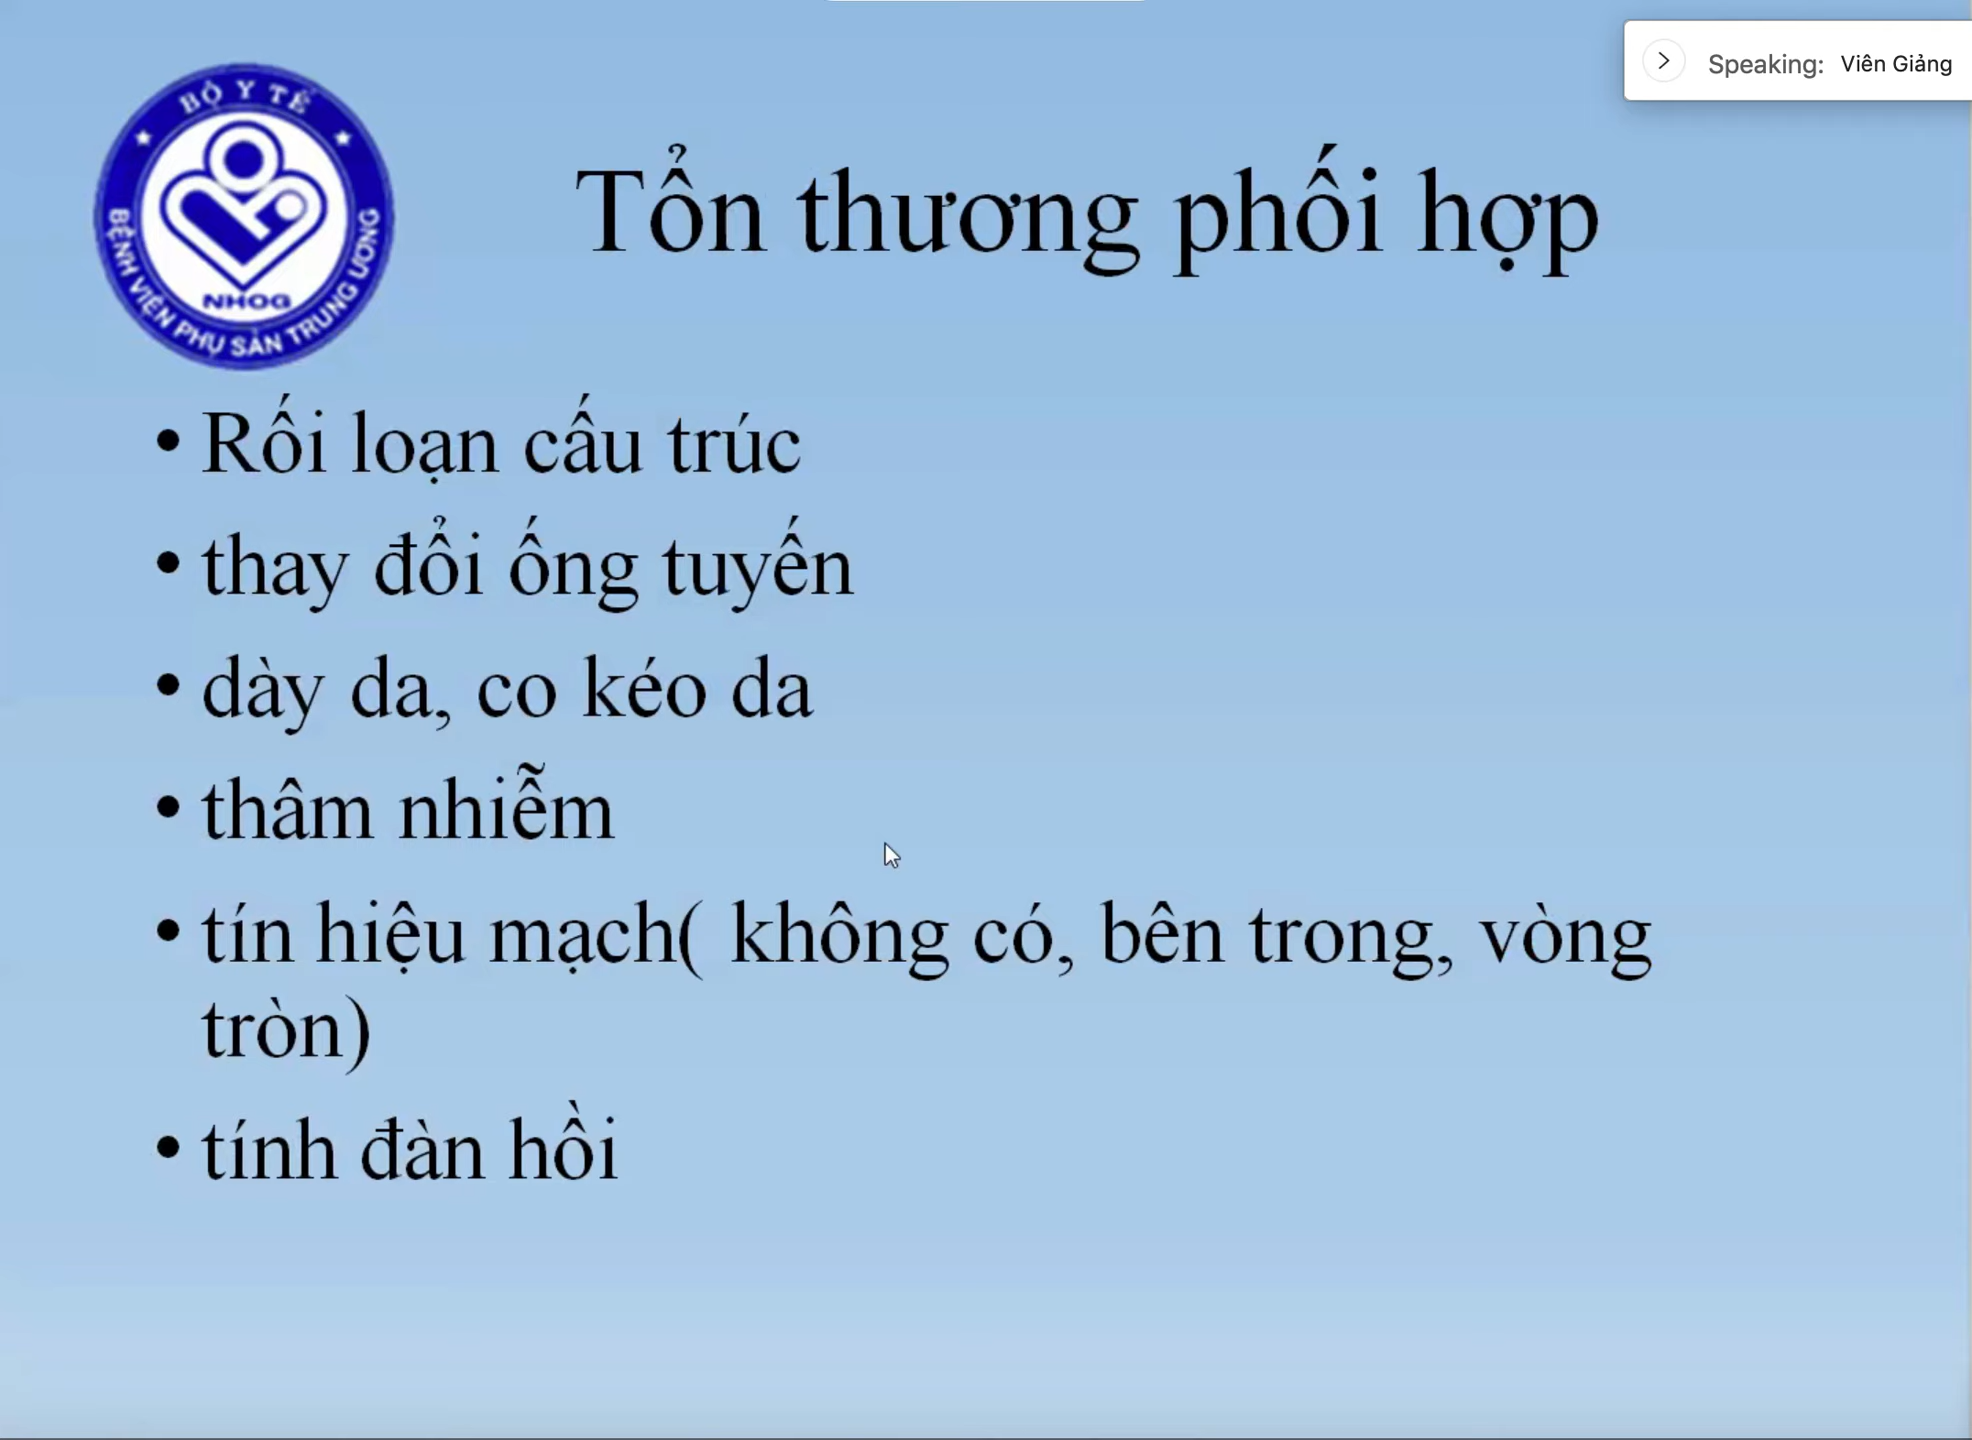 Speaking: Viên Giảng
BỘ Y TẾ
NHOG
BỆNH VIỆN PHỤ SẢN TRUNG ƯƠNG
Tổn thương phối hợp
• Rối loạn cấu trúc
• thay đổi ống tuyến
• dày da, co kéo da
• thâm nhiễm
• tín hiệu mạch( không có, bên trong, vòng
tròn)
• tính đàn hồi